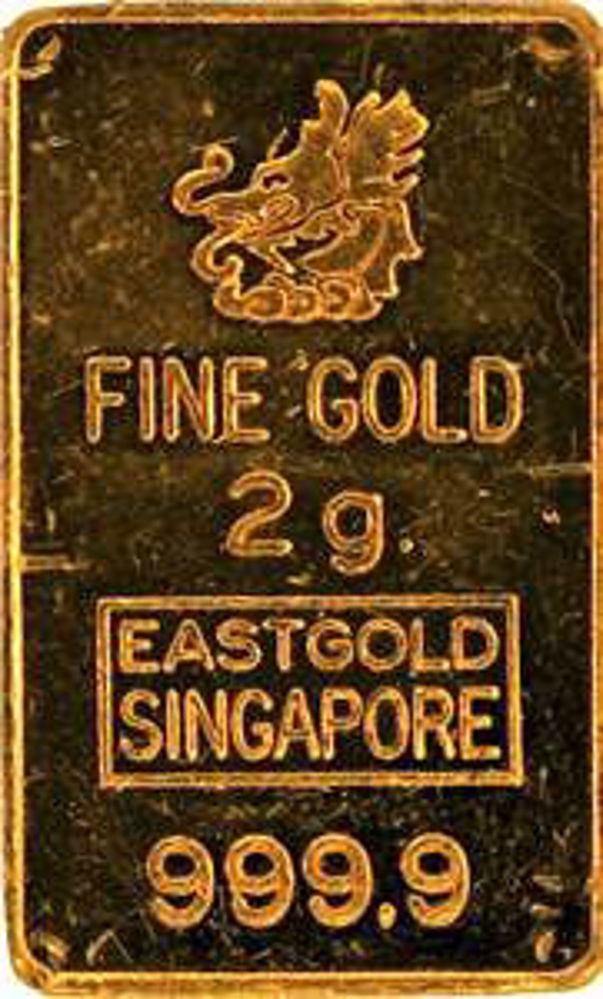 FINE GOLD
2 g.
EASTGOLD
SINGAPORE
999.9